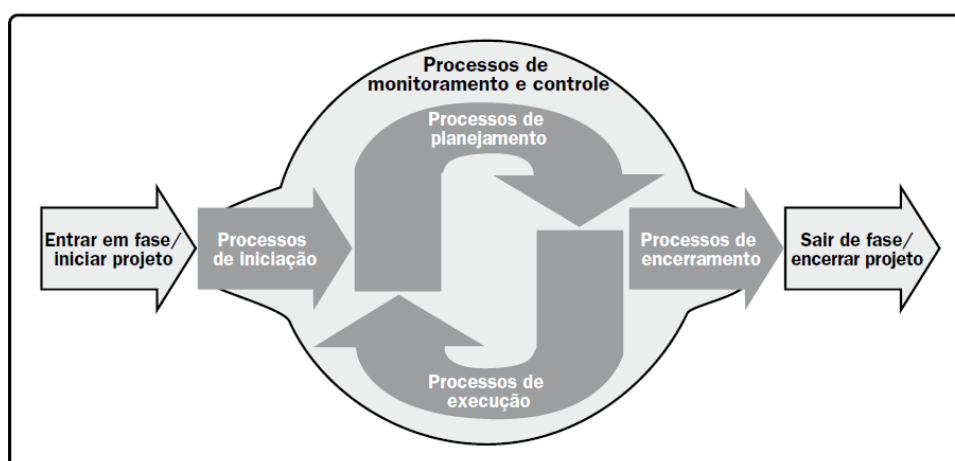 Processos de
monitoramento e controle
Processos de
planejamento
Entrar em fase/
iniciar projeto
Processos
de iniciação
Processos de
encerramento
Sair de fase/
encerrar projeto
Processos de
execução